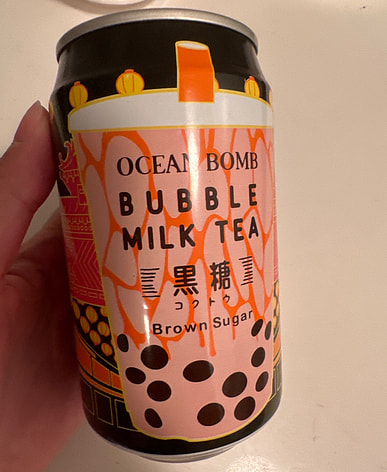 OCEAN BOMB
BUBBLE
MILK TEA
黒糖
コクトウ
Brown Sugar